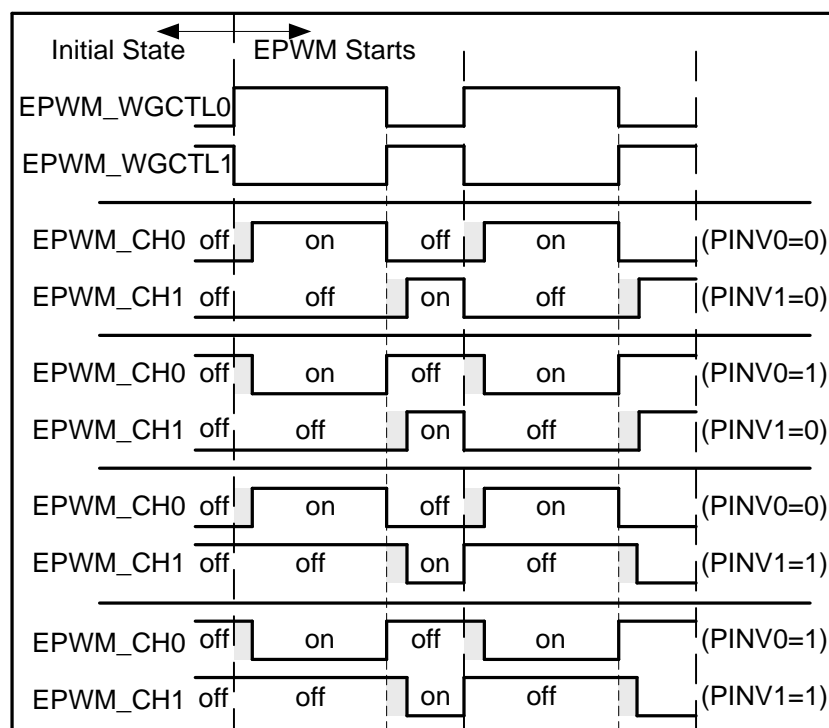 Initial State EPWM Starts
EPWM_WGCTL0
EPWM_WGCTL1
EPWM_CH0 off on off on (PINV0=0)
EPWM_CH1 off off on off (PINV1=0)
EPWM_CH0 off on off on (PINV0=1)
EPWM_CH1 off off on off (PINV1=0)
EPWM_CH0 off on off on (PINV0=0)
EPWM_CH1 off off on off (PINV1=1)
EPWM_CH0 off on off on (PINV0=1)
EPWM_CH1 off off on off (PINV1=1)